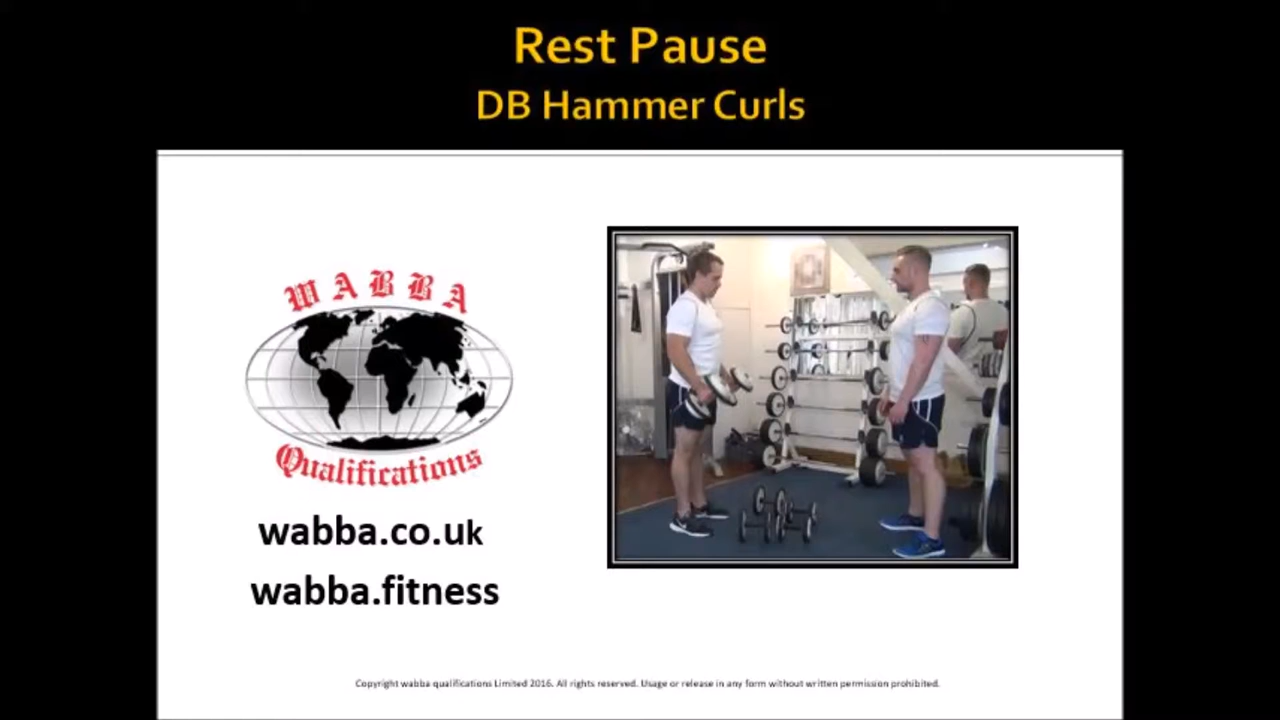 Rest Pause
DB Hammer Curls
WABBA
Qualifications
wabba.co.uk
wabba.fitness
Copyright wabba qualifications Limited 2016. All rights reserved. Usage or release in any form without written permission prohibited.